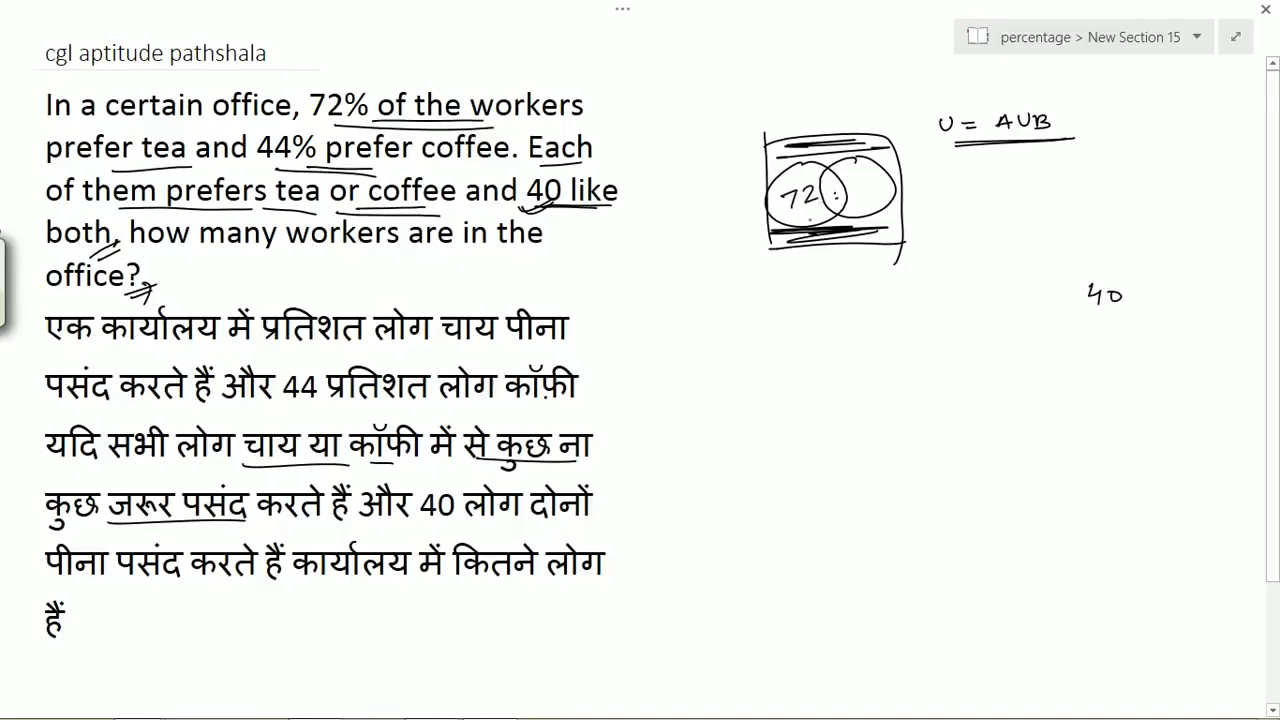 ...
cgl aptitude pathshala
percentage > New Section 15
In a certain office, 72% of the workers
prefer tea and 44% prefer coffee. Each
of them prefers tea or coffee and 40 like
both, how many workers are in the
office?.
एक कार्यालय में प्रतिशत लोग चाय पीना
पसंद करते हैं और 44 प्रतिशत लोग कॉफ़ी
यदि सभी लोग चाय या कॉफी में से कुछ ना
कुछ जरूर पसंद करते हैं और 40 लोग दोनों
पीना पसंद करते हैं कार्यालय में कितने लोग
हैं
U = AUB
72
40